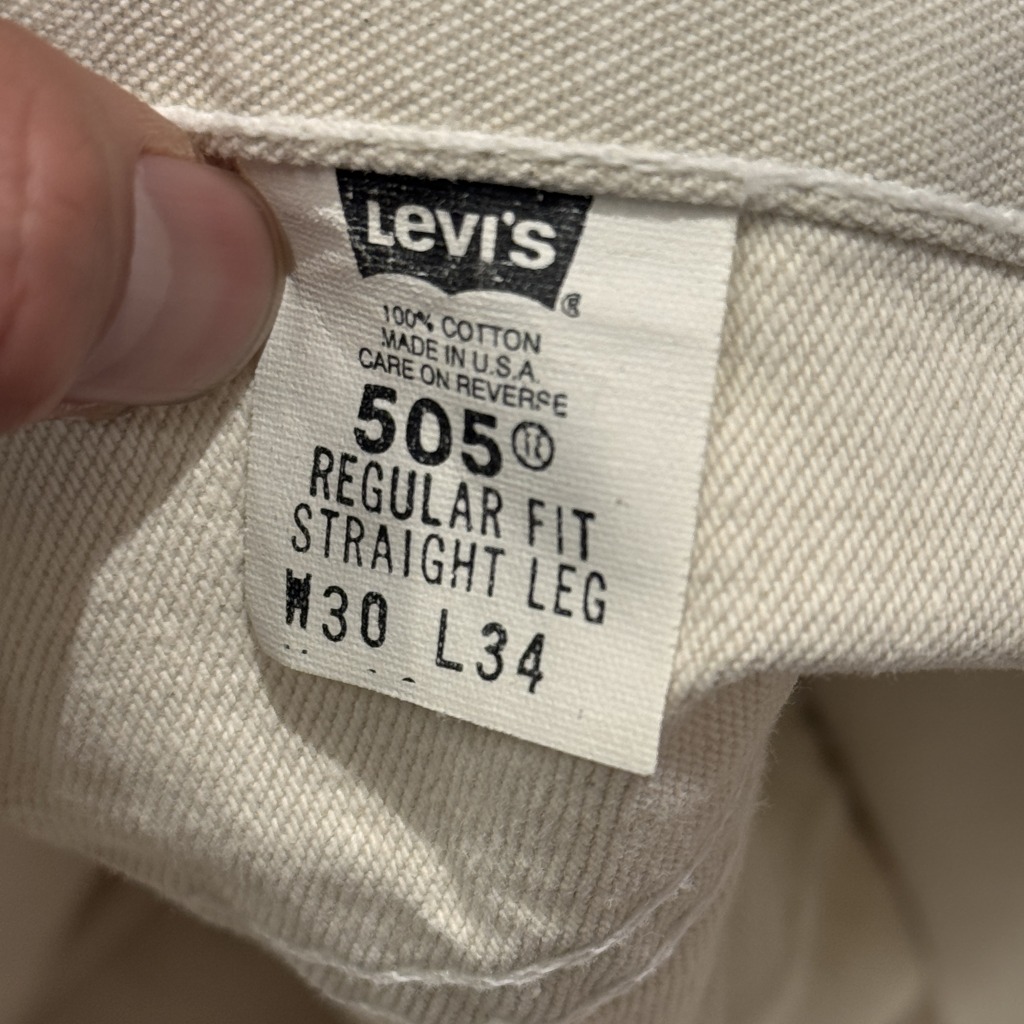 Levi's ®
100% COTTON
MADE IN U.S.A.
CARE ON REVERSE
505
REGULAR FIT
STRAIGHT LEG
W30 L34